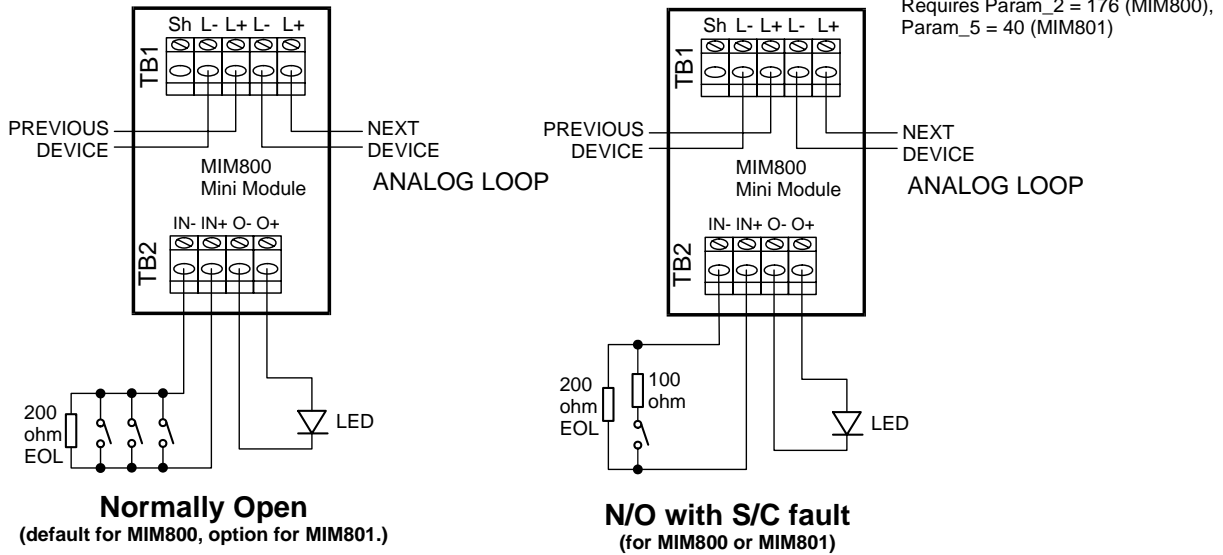 Requires Param_2 = 176 (MIM800),
Param_5 = 40 (MIM801)
Sh L- L+ L- L+
TB1
PREVIOUS
DEVICE
NEXT
DEVICE
MIM800
Mini Module
ANALOG LOOP
IN- IN+ O- O+
TB2
200
ohm
EOL
LED
Normally Open
(default for MIM800, option for MIM801.)
Sh L- L+ L- L+
TB1
PREVIOUS
DEVICE
NEXT
DEVICE
MIM800
Mini Module
ANALOG LOOP
IN- IN+ O- O+
TB2
200
ohm
EOL
100
ohm
LED
N/O with S/C fault
(for MIM800 or MIM801)